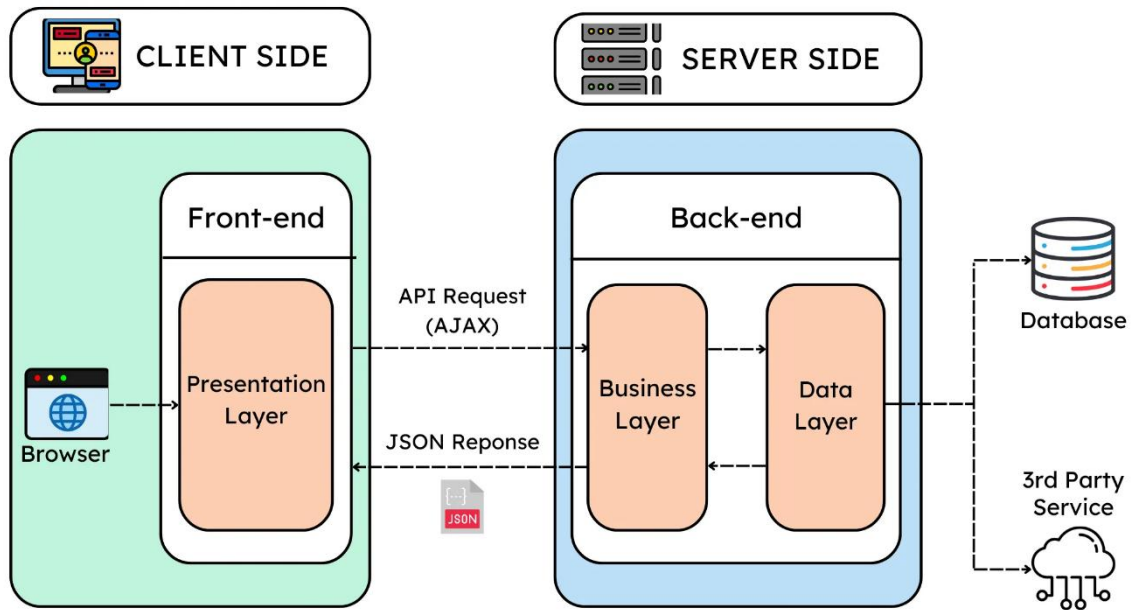 CLIENT SIDE
SERVER SIDE
Front-end
Back-end
API Request
(AJAX)
Presentation
Layer
Business
Layer
Data
Layer
Browser
JSON Reponse
{--}
JSON
Database
3rd Party
Service